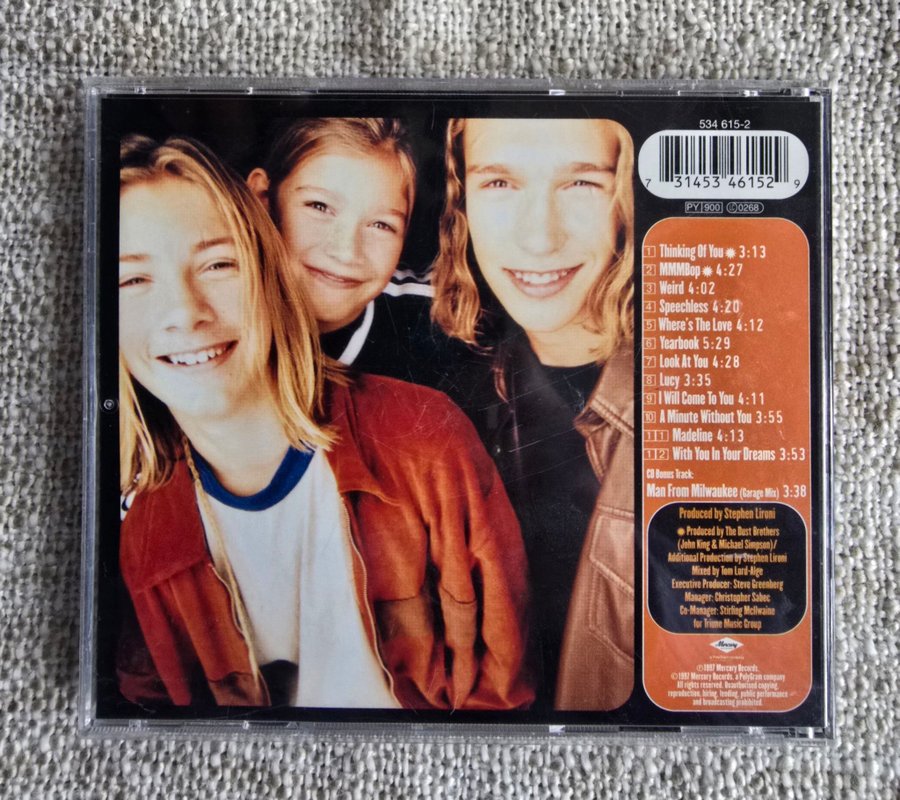 534 615-2
7 31453 46152 9
PY 900 LC 0268
1 Thinking Of You ✹ 3:13
2 MMMBop ✹ 4:27
3 Weird 4:02
4 Speechless 4:20
5 Where's The Love 4:12
6 Yearbook 5:29
7 Look At You 4:28
8 Lucy 3:35
9 I Will Come To You 4:11
10 A Minute Without You 3:55
11 Madeline 4:13
12 With You In Your Dreams 3:53
CD Bonus Track:
Man From Milwaukee (Garage Mix) 3:38
Produced by Stephen Lironi
✹ Produced by The Dust Brothers
(John King & Michael Simpson)/
Additional Production by Stephen Lironi
Mixed by Tom Lord-Alge
Executive Producer: Steve Greenberg
Manager: Christopher Sabec
Co-Manager: Stirling McIlwaine
for Triune Music Group
Mercury
℗ 1997 Mercury Records.
© 1997 Mercury Records, a PolyGram company
All rights reserved. Unauthorised copying,
reproduction, hiring, lending, public performance
and broadcasting prohibited.